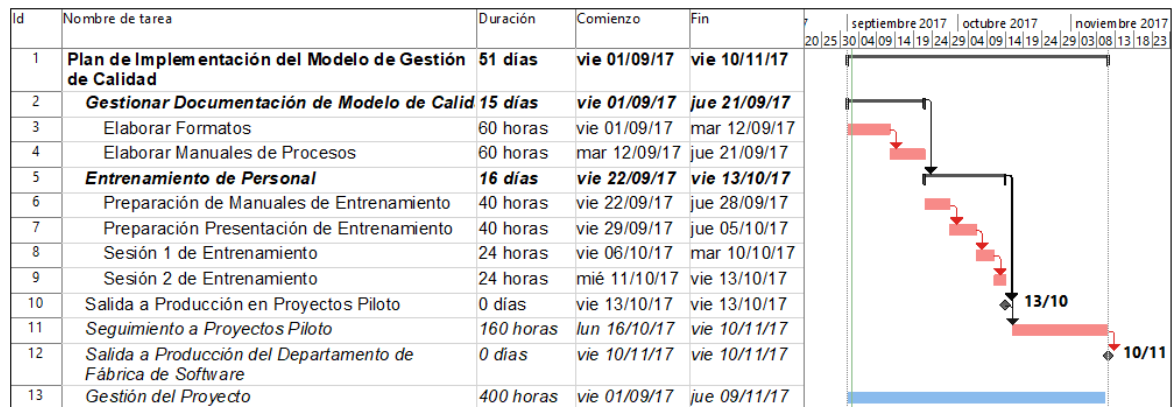 Id Nombre de tarea Duración Comienzo Fin septiembre 2017 octubre 2017 noviembre 2017
20 25 30 04 09 14 19 24 29 04 09 14 19 24 29 03 08 13 18 23
1 Plan de Implementación del Modelo de Gestión 51 días vie 01/09/17 vie 10/11/17
de Calidad
2 Gestionar Documentación de Modelo de Calid 15 días vie 01/09/17 jue 21/09/17
3 Elaborar Formatos 60 horas vie 01/09/17 mar 12/09/17
4 Elaborar Manuales de Procesos 60 horas mar 12/09/17 jue 21/09/17
5 Entrenamiento de Personal 16 días vie 22/09/17 vie 13/10/17
6 Preparación de Manuales de Entrenamiento 40 horas vie 22/09/17 jue 28/09/17
7 Preparación Presentación de Entrenamiento 40 horas vie 29/09/17 jue 05/10/17
8 Sesión 1 de Entrenamiento 24 horas vie 06/10/17 mar 10/10/17
9 Sesión 2 de Entrenamiento 24 horas mié 11/10/17 vie 13/10/17
10 Salida a Producción en Proyectos Piloto 0 días vie 13/10/17 vie 13/10/17 13/10
11 Seguimiento a Proyectos Piloto 160 horas lun 16/10/17 vie 10/11/17
12 Salida a Producción del Departamento de 0 días vie 10/11/17 vie 10/11/17 10/11
Fábrica de Software
13 Gestión del Proyecto 400 horas vie 01/09/17 jue 09/11/17